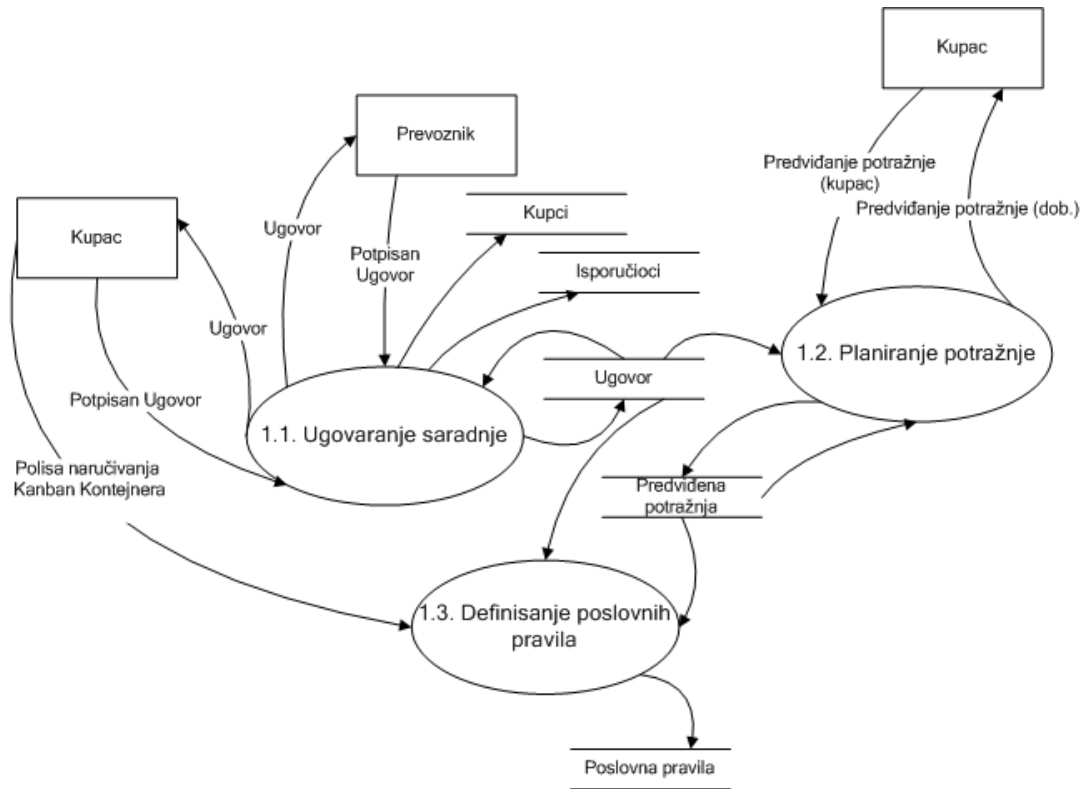 Kupac
Prevoznik
Predviđanje potražnje
(kupac)
Predviđanje potražnje (dob.)
Kupci
Ugovor
Kupac
Potpisan
Ugovor
Isporučioci
Ugovor
1.2. Planiranje potražnje
Ugovor
Potpisan Ugovor
1.1. Ugovaranje saradnje
Polisa naručivanja
Kanban Kontejnera
Predviđena
potražnja
1.3. Definisanje poslovnih
pravila
Poslovna pravila